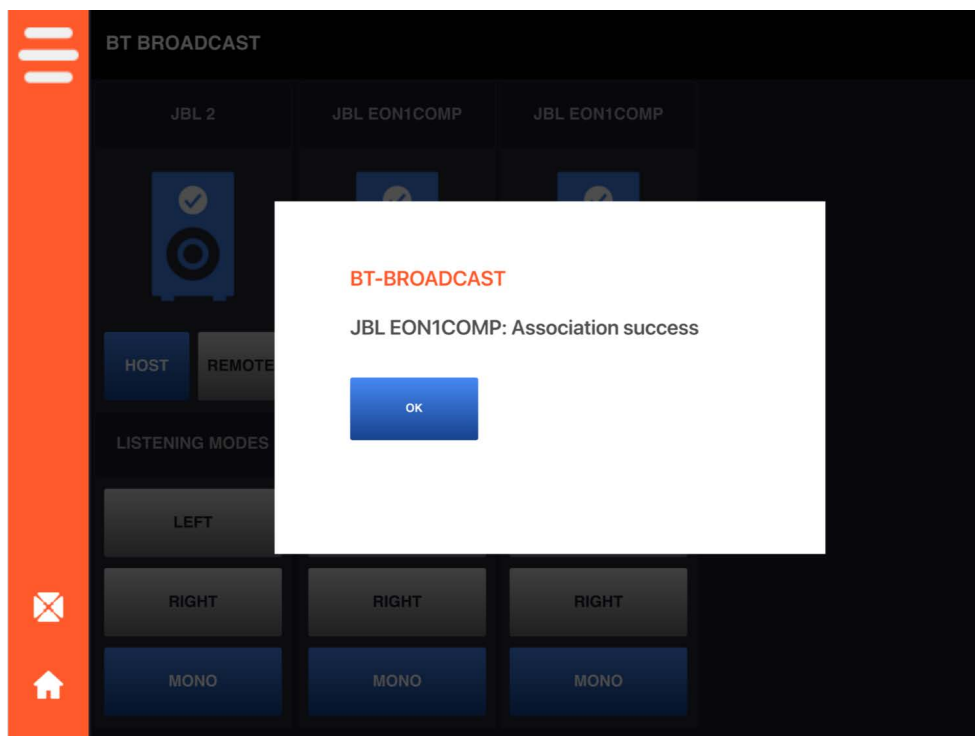 BT BROADCAST
JBL 2 JBL EON1COMP JBL EON1COMP
BT-BROADCAST
JBL EON1COMP: Association success
OK
HOST REMOTE
LISTENING MODES
LEFT
RIGHT RIGHT RIGHT
MONO MONO MONO